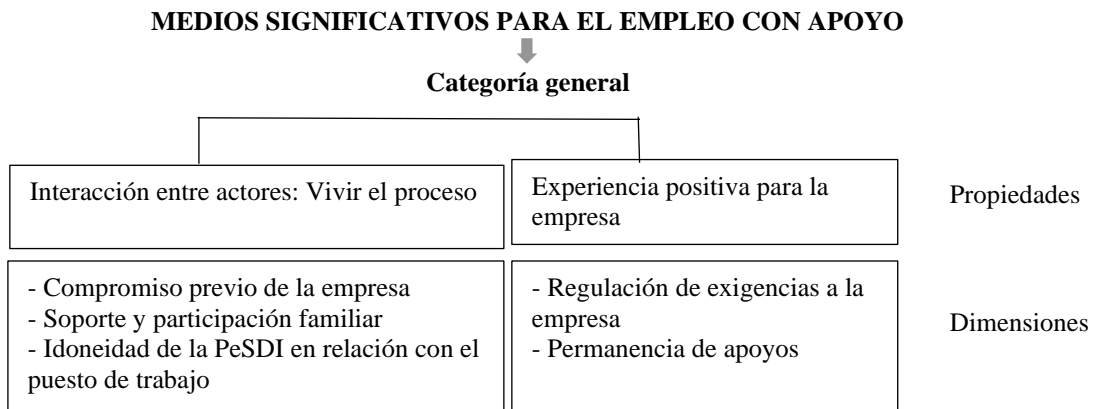 MEDIOS SIGNIFICATIVOS PARA EL EMPLEO CON APOYO
Categoría general
Interacción entre actores: Vivir el proceso
Experiencia positiva para la
empresa
Propiedades
- Compromiso previo de la empresa
- Soporte y participación familiar
- Idoneidad de la PeSDI en relación con el
puesto de trabajo
- Regulación de exigencias a la
empresa
- Permanencia de apoyos
Dimensiones